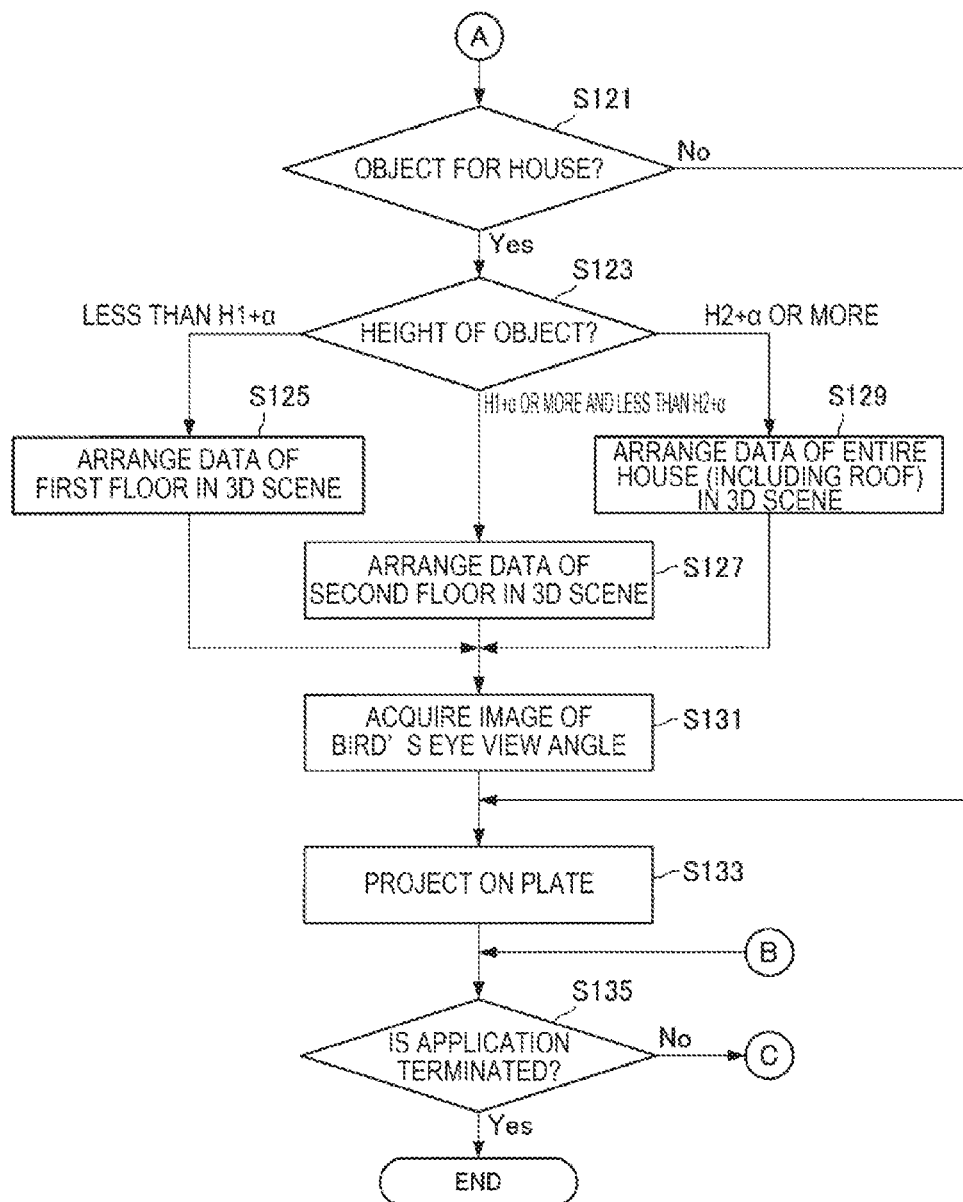 A
S121
OBJECT FOR HOUSE?
No
Yes
S123
LESS THAN H1+α
HEIGHT OF OBJECT?
H2+α OR MORE
H1+α OR MORE AND LESS THAN H2+α
S125
S129
ARRANGE DATA OF
FIRST FLOOR IN 3D SCENE
ARRANGE DATA OF ENTIRE
HOUSE (INCLUDING ROOF)
IN 3D SCENE
ARRANGE DATA OF
SECOND FLOOR IN 3D SCENE
S127
ACQUIRE IMAGE OF
BIRD' S EYE VIEW ANGLE
S131
PROJECT ON PLATE
S133
B
S135
IS APPLICATION
TERMINATED?
No
C
Yes
END